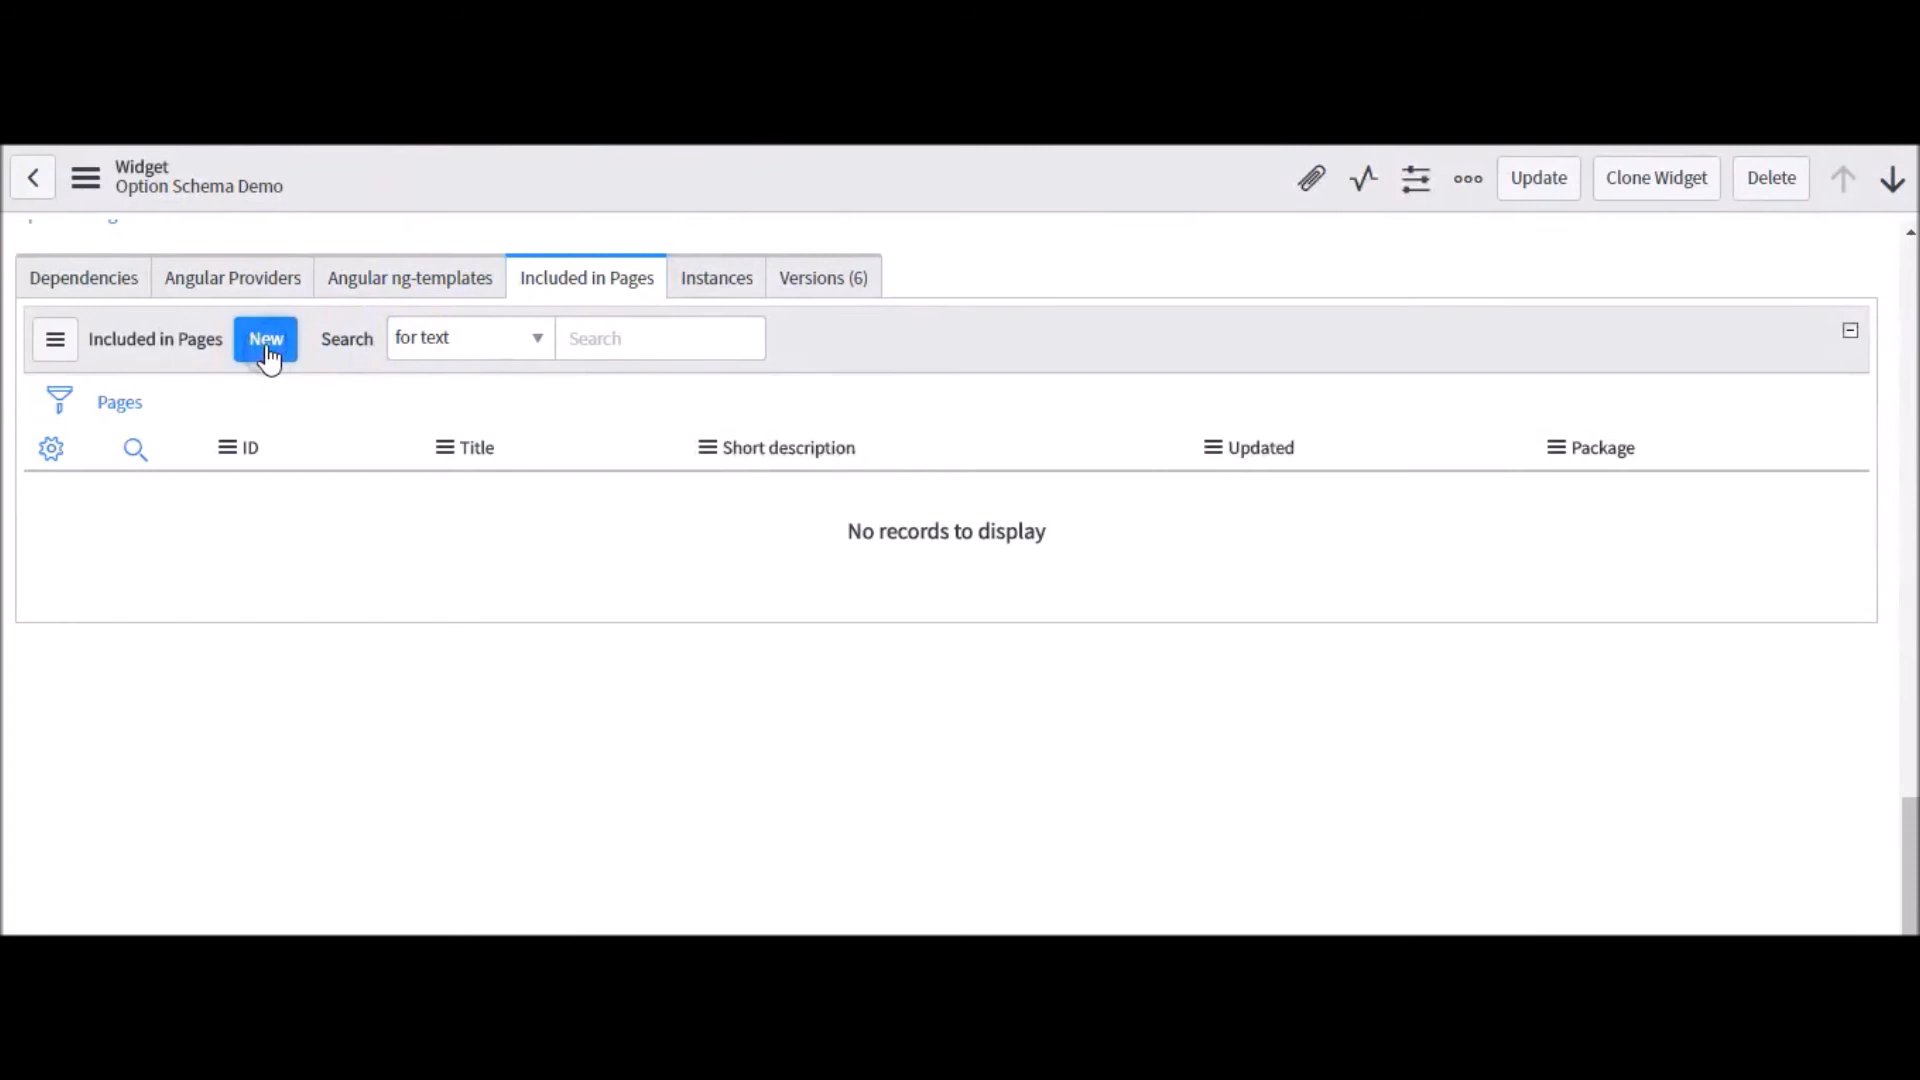 Widget
Option Schema Demo
Update
Clone Widget
Delete
Dependencies
Angular Providers
Angular ng-templates
Included in Pages
Instances
Versions (6)
Included in Pages
New
Search
for text
Search
Pages
ID
Title
Short description
Updated
Package
No records to display